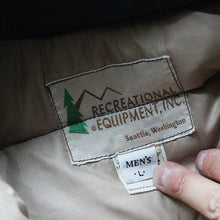 RECREATIONAL
®EQUIPMENT, INC.
Seattle, Washington
MEN'S
- L -